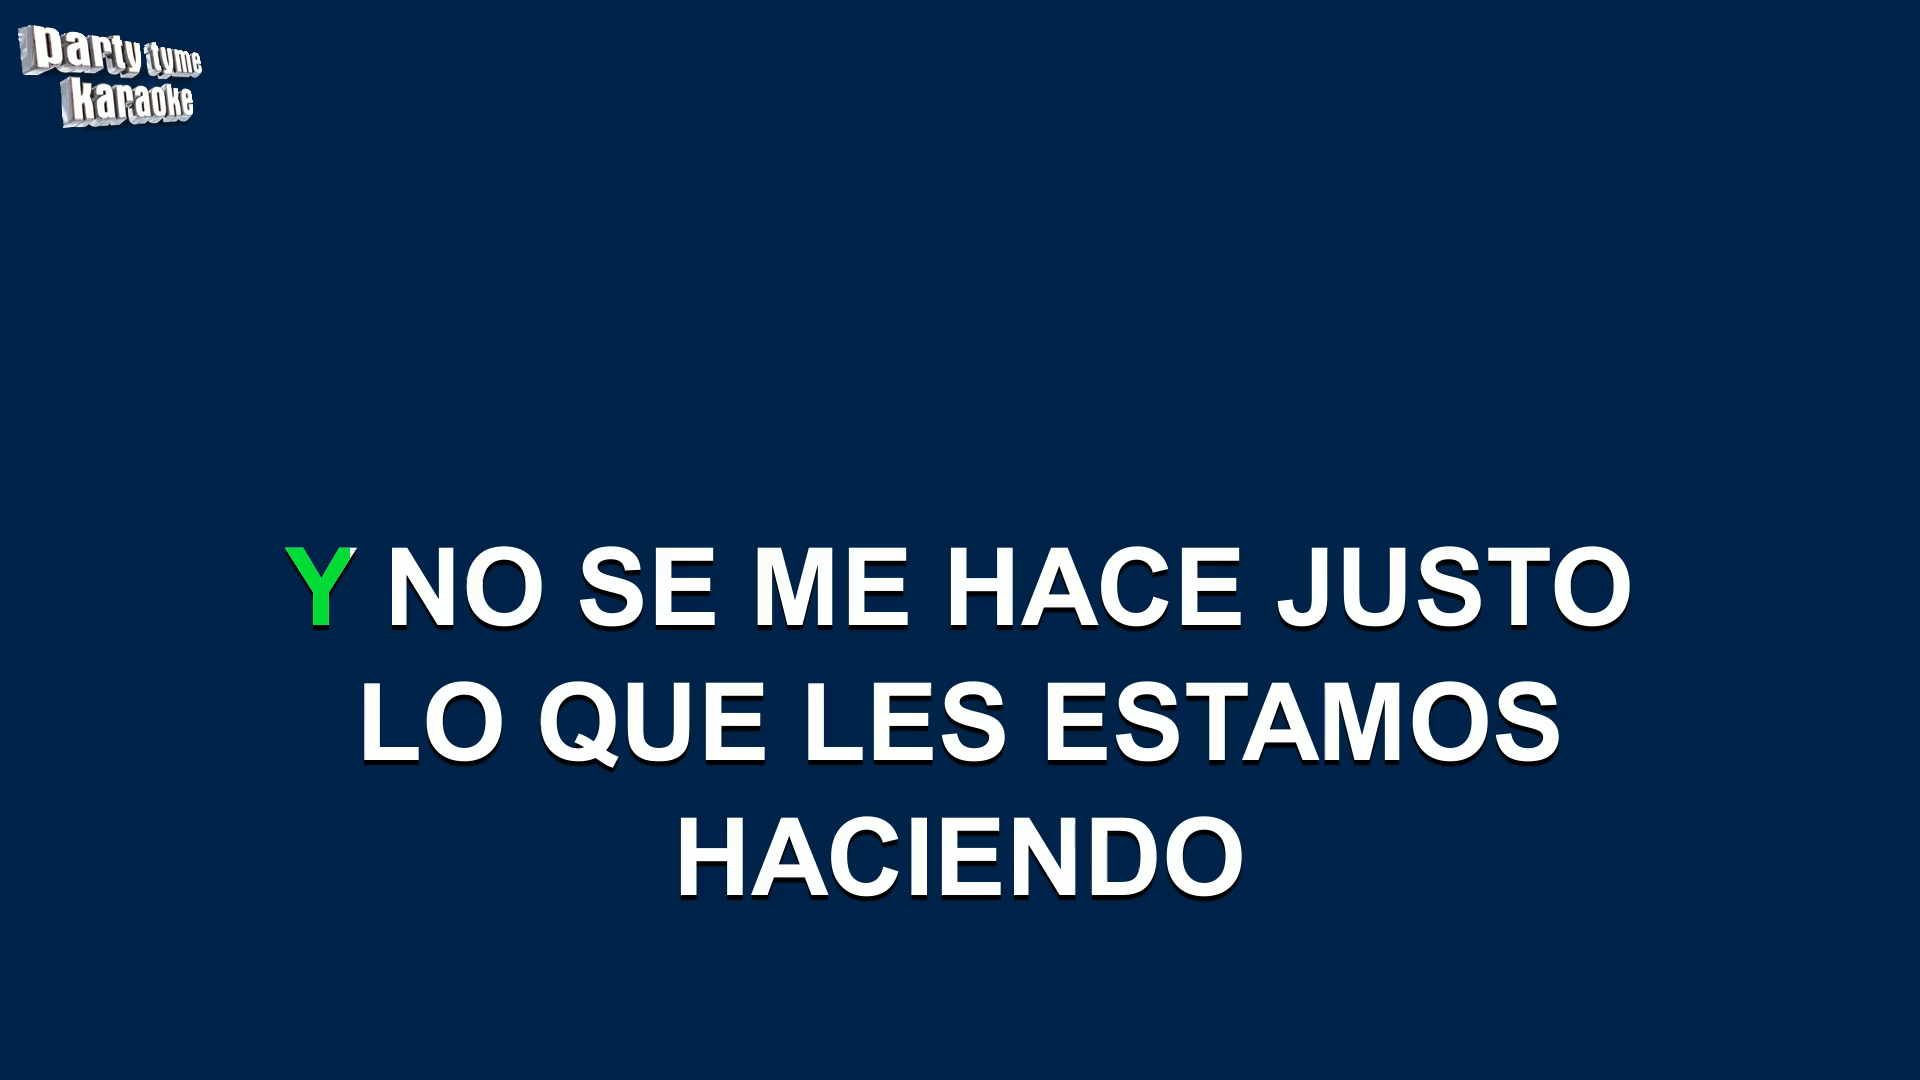 party tyme
karaoke
Y NO SE ME HACE JUSTO
LO QUE LES ESTAMOS
HACIENDO